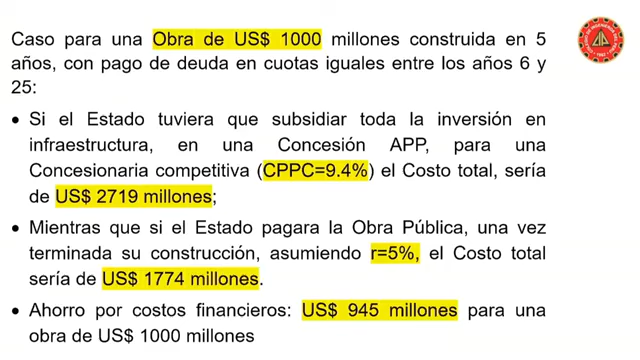 Caso para una Obra de US$ 1000 millones construida en 5
años, con pago de deuda en cuotas iguales entre los años 6 y
25:
• Si el Estado tuviera que subsidiar toda la inversión en
infraestructura, en una Concesión APP, para una
Concesionaria competitiva (CPPC=9.4%) el Costo total, sería
de US$ 2719 millones;
• Mientras que si el Estado pagara la Obra Pública, una vez
terminada su construcción, asumiendo r=5%, el Costo total
sería de US$ 1774 millones.
• Ahorro por costos financieros: US$ 945 millones para una
obra de US$ 1000 millones